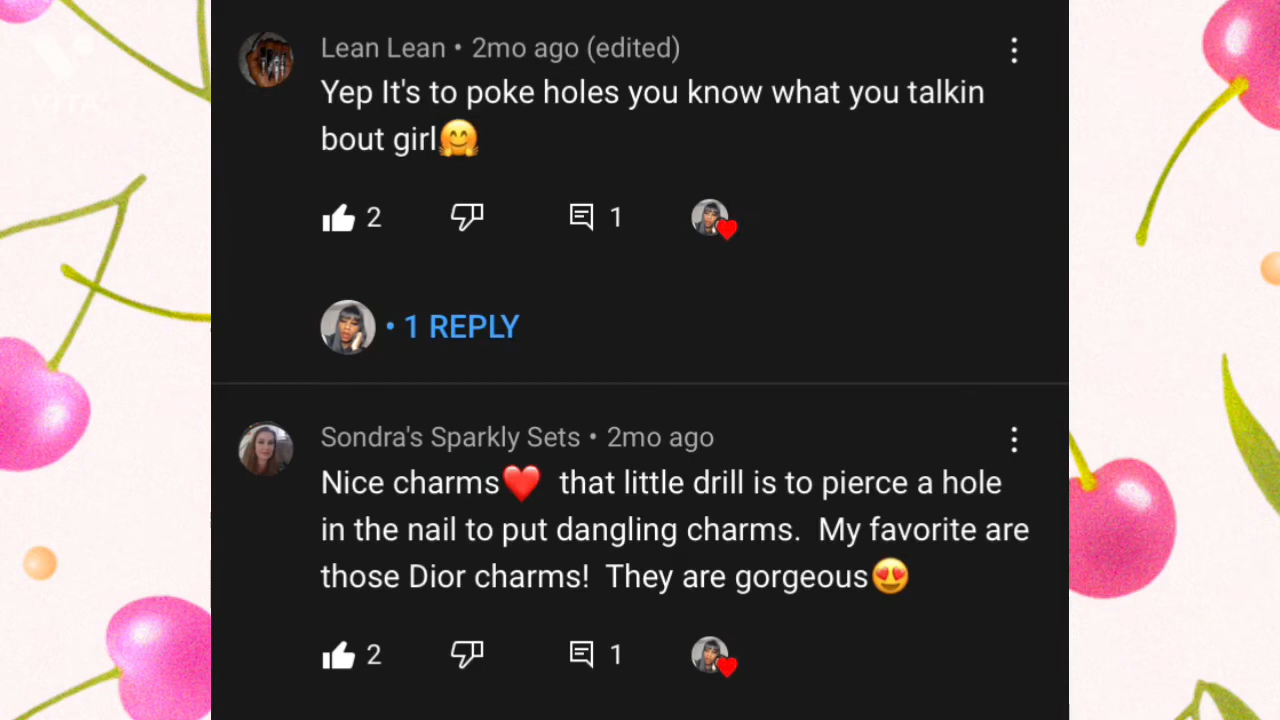 VITA
Lean Lean • 2mo ago (edited)
Yep It's to poke holes you know what you talkin
bout girl🤗
2
1
• 1 REPLY
Sondra's Sparkly Sets • 2mo ago
Nice charms❤️ that little drill is to pierce a hole
in the nail to put dangling charms. My favorite are
those Dior charms! They are gorgeous😍
2
1